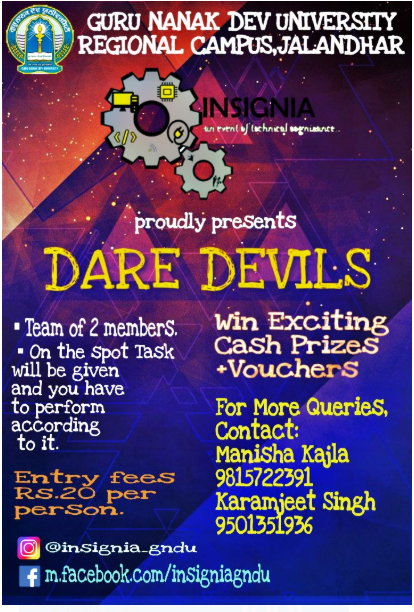 GURU NANAK DEV UNIVERSITY
REGIONAL CAMPUS,JALANDHAR
INSIGNIA
an event of technical cognizance...
proudly presents
DARE DEVILS
▪ Team of 2 members.
▪ On the spot Task
will be given
and you have
to perform
according
to it.
Entry fees
Rs.20 per
person.
Win Exciting
Cash Prizes
+Vouchers
For More Queries,
Contact:
Manisha Kajla
9815722391
Karamjeet Singh
9501351936
@insignia_gndu
m.facebook.com/insigniagndu